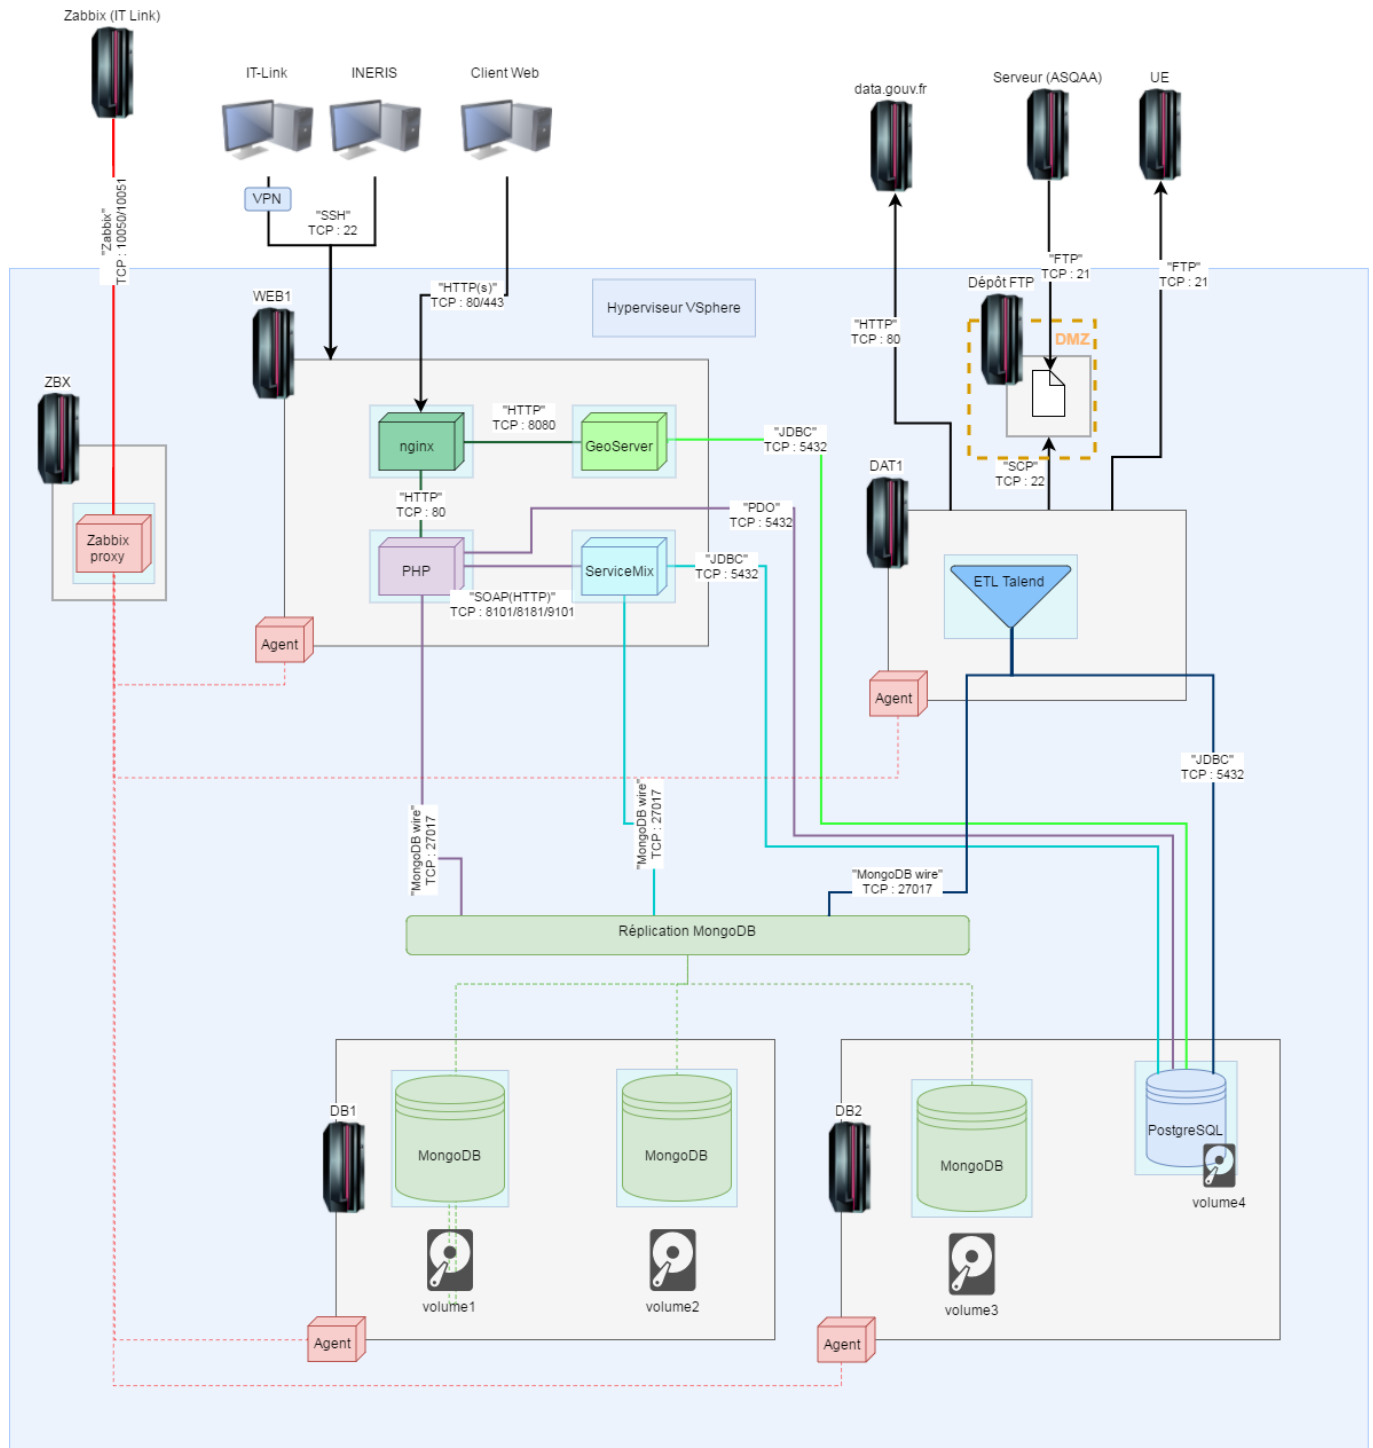 Zabbix (IT Link)
IT-Link
INERIS
Client Web
data.gouv.fr
Serveur (ASQAA)
UE
VPN
"SSH"
TCP : 22
"Zabbix"
TCP : 10050/10051
"HTTP(s)"
TCP : 80/443
Hyperviseur VSphere
"FTP"
TCP : 21
"FTP"
TCP : 21
Dépôt FTP
DMZ
"HTTP"
TCP : 80
WEB1
ZBX
nginx
"HTTP"
TCP : 8080
GeoServer
"JDBC"
TCP : 5432
"SCP"
TCP : 22
DAT1
"HTTP"
TCP : 80
"PDO"
TCP : 5432
Zabbix
proxy
PHP
ServiceMix
"JDBC"
TCP : 5432
"SOAP(HTTP)"
TCP : 8101/8181/9101
ETL Talend
Agent
Agent
"JDBC"
TCP : 5432
"MongoDB wire"
TCP : 27017
"MongoDB wire"
TCP : 27017
"MongoDB wire"
TCP : 27017
Réplication MongoDB
DB1
MongoDB
MongoDB
DB2
MongoDB
PostgreSQL
volume4
volume1
volume2
volume3
Agent
Agent